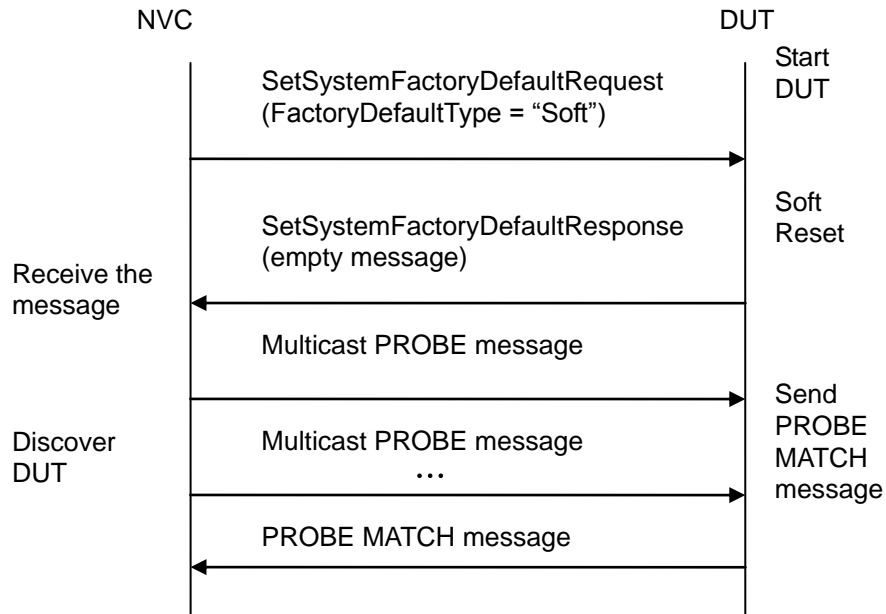 NVC
DUT
Start
DUT
SetSystemFactoryDefaultRequest
(FactoryDefaultType = “Soft”)
Soft
Reset
SetSystemFactoryDefaultResponse
(empty message)
Receive the
message
Multicast PROBE message
Send
PROBE
MATCH
message
Discover
DUT
Multicast PROBE message
…
PROBE MATCH message